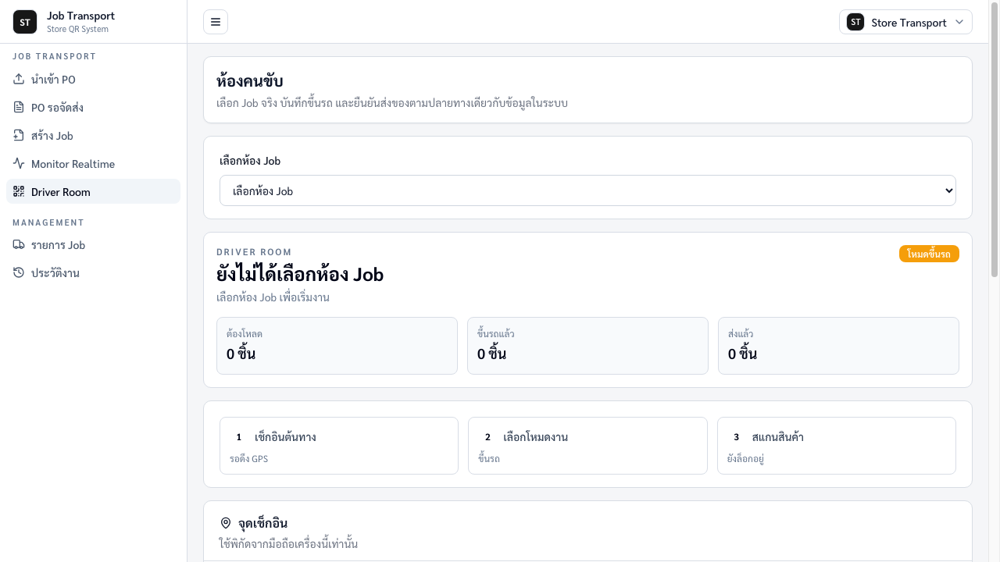 ST
Job Transport
Store QR System
JOB TRANSPORT
นำเข้า PO
PO รอจัดส่ง
สร้าง Job
Monitor Realtime
Driver Room
MANAGEMENT
รายการ Job
ประวัติงาน
ST
Store Transport
ห้องคนขับ
เลือก Job จริง บันทึกขึ้นรถ และยืนยันส่งของตามปลายทางเดียวกับข้อมูลในระบบ
เลือกห้อง Job
เลือกห้อง Job
DRIVER ROOM
โหมดขึ้นรถ
ยังไม่ได้เลือกห้อง Job
เลือกห้อง Job เพื่อเริ่มงาน
ต้องโหลด
0 ชิ้น
ขึ้นรถแล้ว
0 ชิ้น
ส่งแล้ว
0 ชิ้น
1 เช็กอินต้นทาง
รอดึง GPS
2 เลือกโหมดงาน
ขึ้นรถ
3 สแกนสินค้า
ยังล็อกอยู่
จุดเช็กอิน
ใช้พิกัดจากมือถือเครื่องนี้เท่านั้น